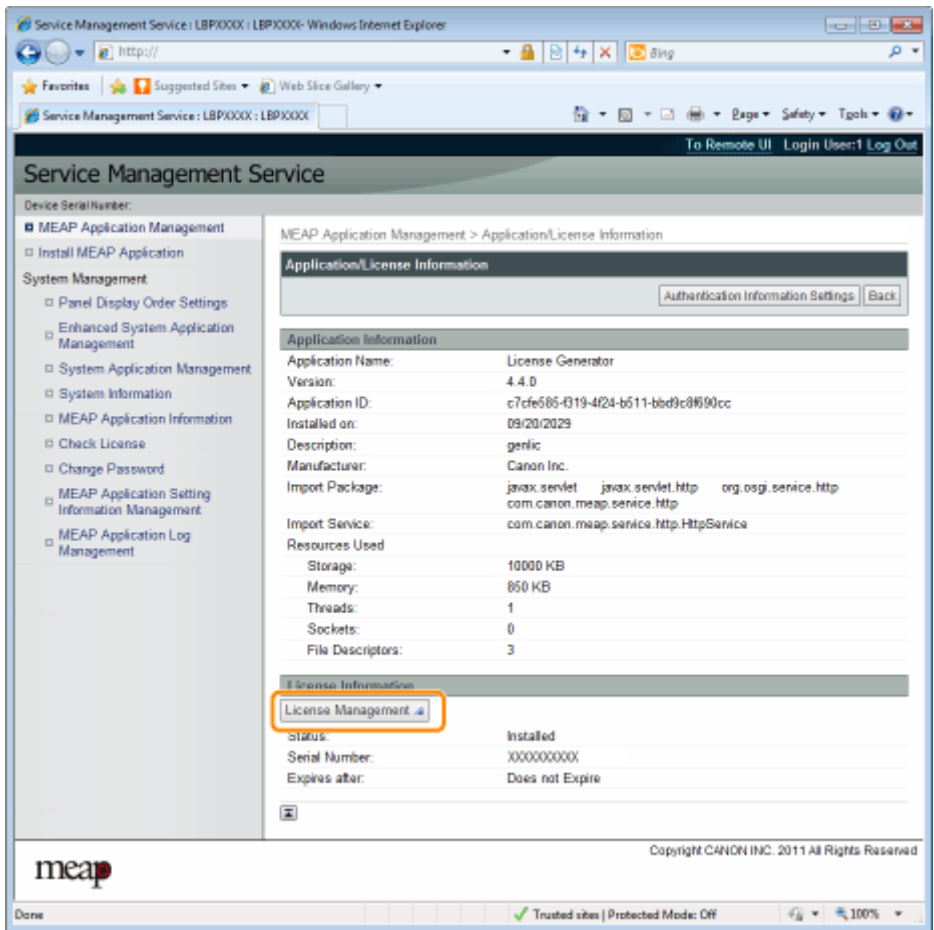 Service Management Service : LBPXXXX : LBPXXXX- Windows Internet Explorer
http://
Bing
Favorites Suggested Sites Web Slice Gallery
Service Management Service : LBPXXXX : LBPXXXX
Page Safety Tools
To Remote UI Login User:1 Log Out
Service Management Service
Device Serial Number:
MEAP Application Management
Install MEAP Application
System Management
Panel Display Order Settings
Enhanced System Application
Management
System Application Management
System Information
MEAP Application Information
Check License
Change Password
MEAP Application Setting
Information Management
MEAP Application Log
Management
MEAP Application Management > Application/License Information
Application/License Information
Authentication Information Settings Back
Application Information
Application Name: License Generator
Version: 4.4.0
Application ID: c7cfe585-f319-4f24-b511-bbd9c8f690cc
Installed on: 09/20/2029
Description: genlic
Manufacturer: Canon Inc.
Import Package: javax.servlet javax.servlet.http org.osgi.service.http
com.canon.meap.service.http
Import Service: com.canon.meap.service.http.HttpService
Resources Used
Storage: 10000 KB
Memory: 850 KB
Threads: 1
Sockets: 0
File Descriptors: 3
License Information
License Management
Status: Installed
Serial Number: XXXXXXXXXX
Expires after: Does not Expire
Copyright CANON INC. 2011 All Rights Reserved
meap
Done Trusted sites | Protected Mode: Off 100%